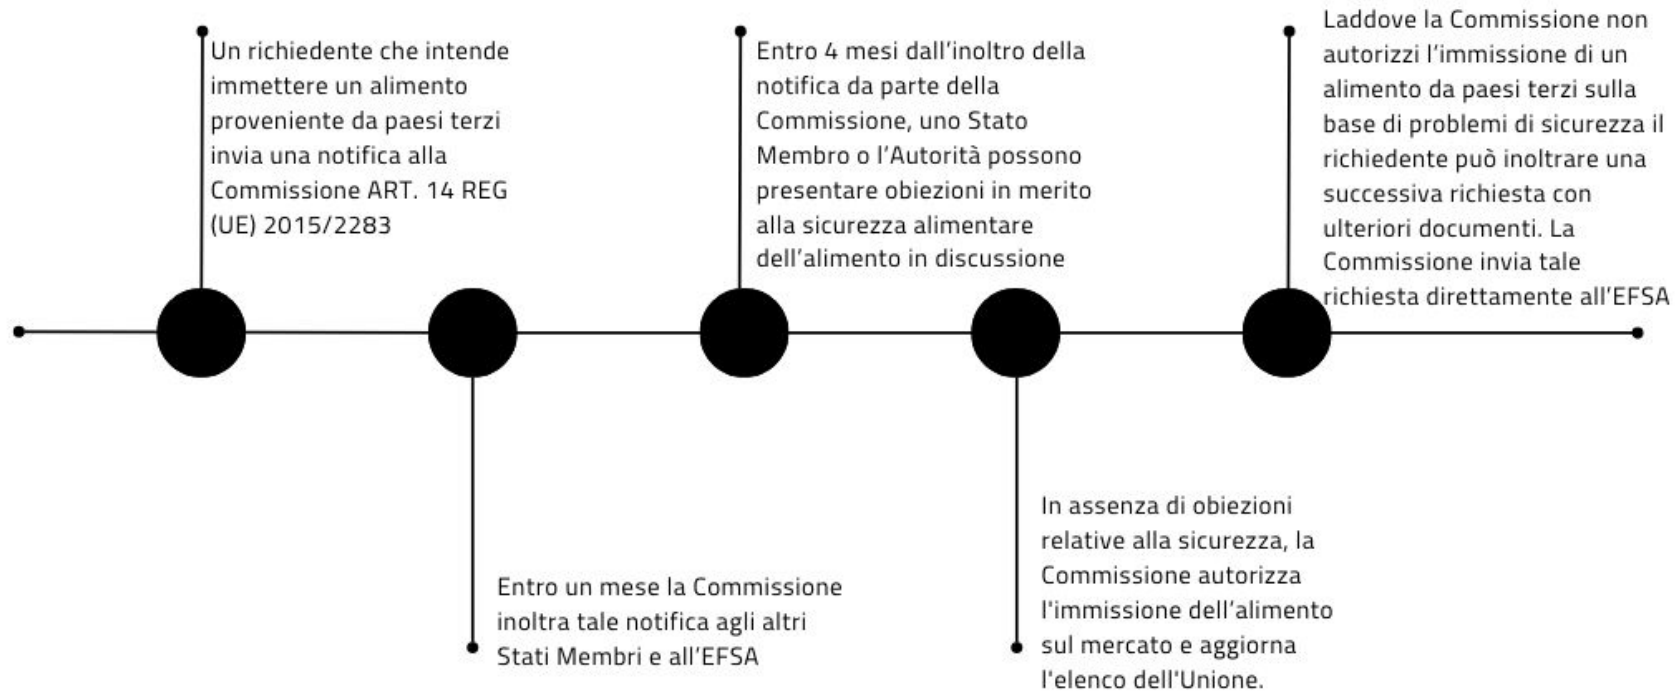 Un richiedente che intende
immettere un alimento
proveniente da paesi terzi
invia una notifica alla
Commissione ART. 14 REG
(UE) 2015/2283
Entro un mese la Commissione
inoltra tale notifica agli altri
Stati Membri e all'EFSA
Entro 4 mesi dall'inoltro della
notifica da parte della
Commissione, uno Stato
Membro o l'Autorità possono
presentare obiezioni in merito
alla sicurezza alimentare
dell'alimento in discussione
In assenza di obiezioni
relative alla sicurezza, la
Commissione autorizza
l'immissione dell'alimento
sul mercato e aggiorna
l'elenco dell'Unione.
Laddove la Commissione non
autorizzi l'immissione di un
alimento da paesi terzi sulla
base di problemi di sicurezza il
richiedente può inoltrare una
successiva richiesta con
ulteriori documenti. La
Commissione invia tale
richiesta direttamente all'EFSA